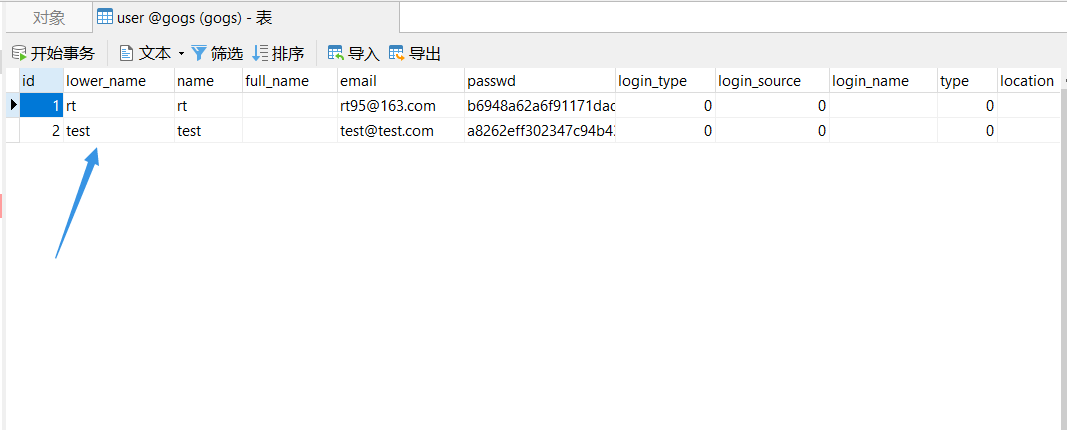 对象 user @gogs (gogs) - 表
开始事务 文本 筛选 排序 导入 导出
id lower_name name full_name email passwd login_type login_source login_name type location
1 rt rt rt95@163.com b6948a62a6f91171dac 0 0 0
2 test test test@test.com a8262eff302347c94b4 0 0 0